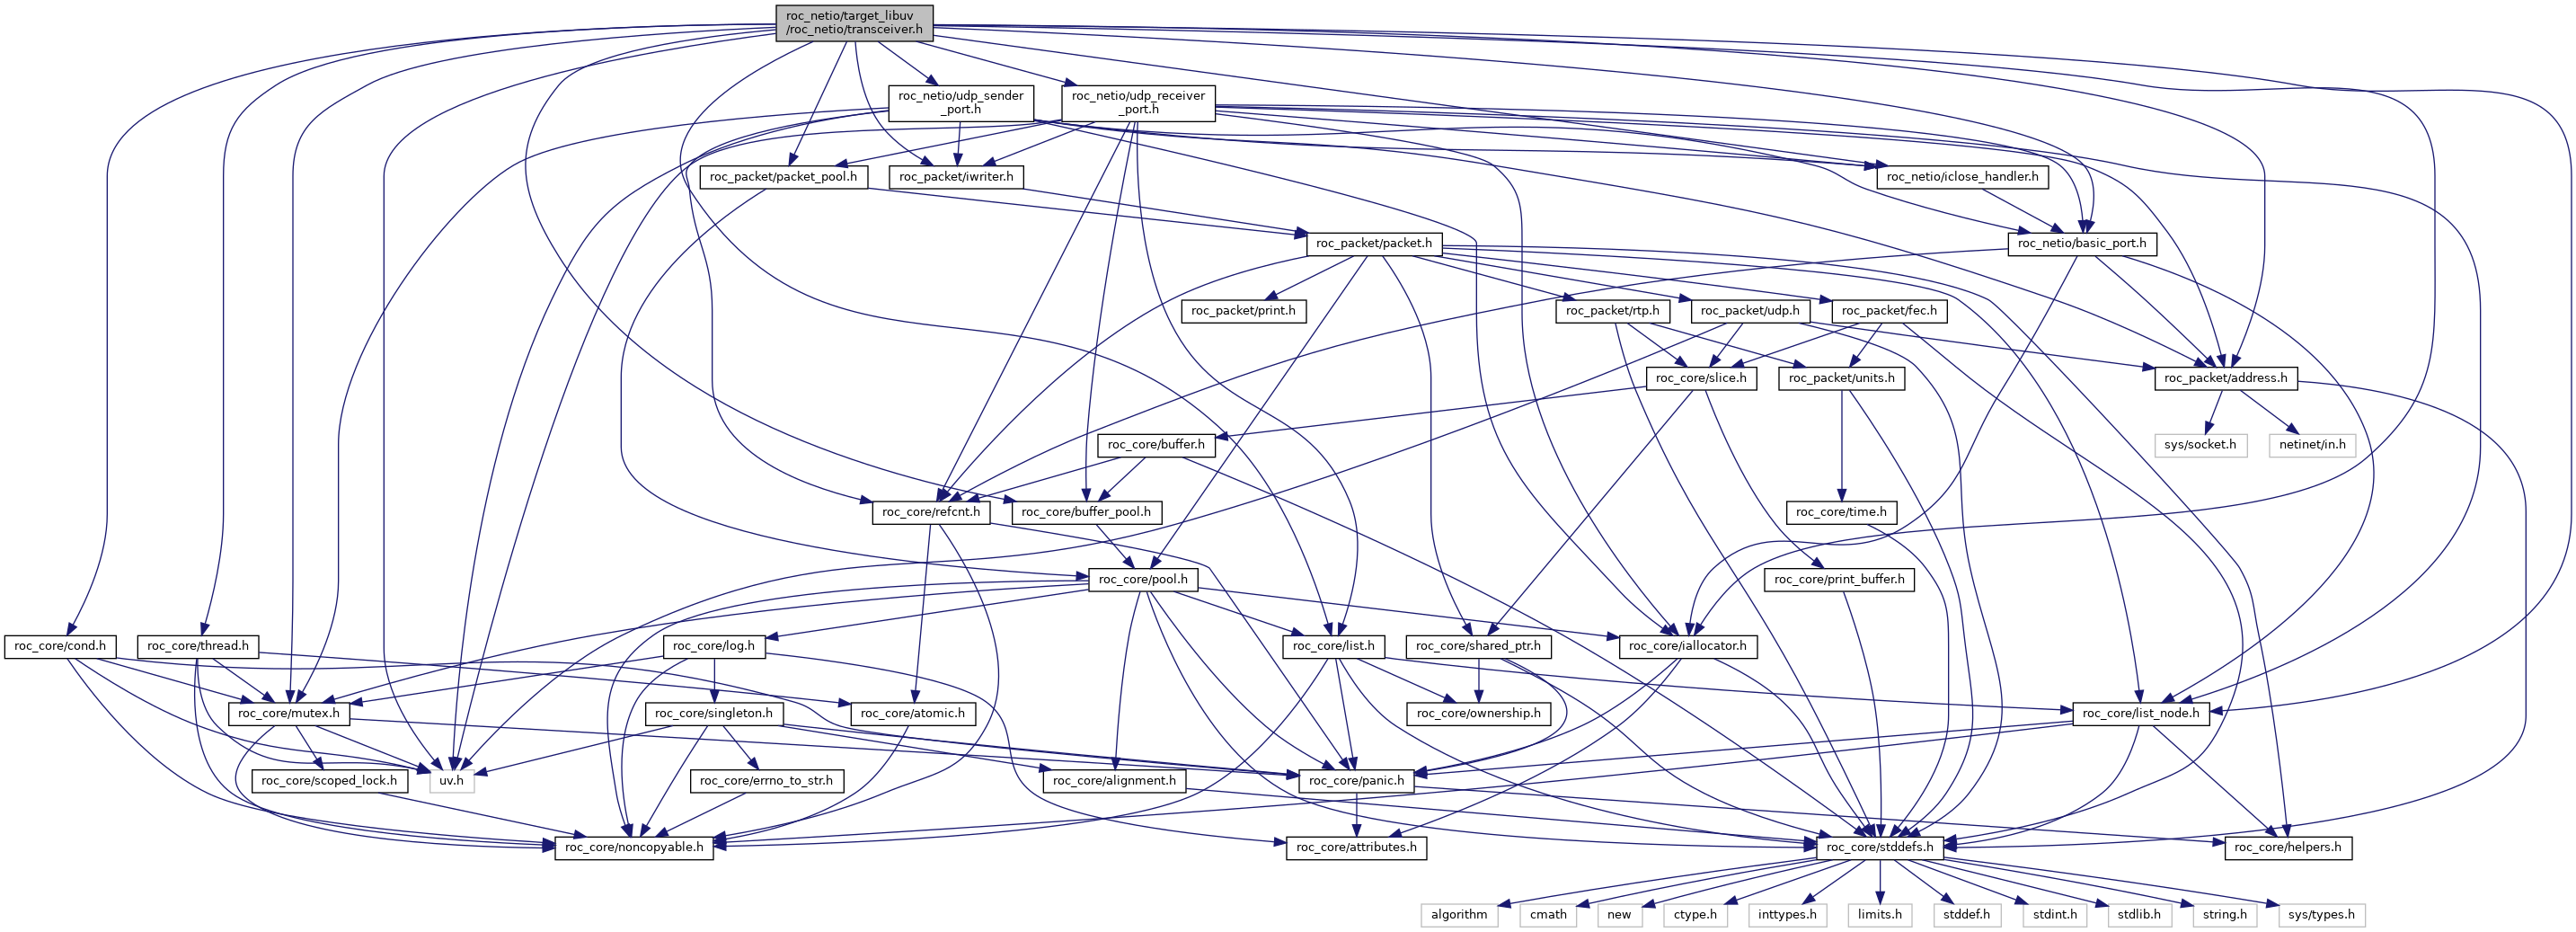 roc_netio/target_libuv
/roc_netio/transceiver.h
roc_netio/udp_sender
_port.h
roc_netio/udp_receiver
_port.h
roc_packet/packet_pool.h
roc_packet/iwriter.h
roc_netio/iclose_handler.h
roc_packet/packet.h
roc_netio/basic_port.h
roc_packet/print.h
roc_packet/rtp.h
roc_packet/udp.h
roc_packet/fec.h
roc_core/slice.h
roc_packet/units.h
roc_packet/address.h
roc_core/buffer.h
sys/socket.h
netinet/in.h
roc_core/refcnt.h
roc_core/buffer_pool.h
roc_core/time.h
roc_core/pool.h
roc_core/print_buffer.h
roc_core/cond.h
roc_core/thread.h
roc_core/log.h
roc_core/list.h
roc_core/shared_ptr.h
roc_core/iallocator.h
roc_core/mutex.h
roc_core/singleton.h
roc_core/atomic.h
roc_core/ownership.h
roc_core/list_node.h
roc_core/scoped_lock.h
uv.h
roc_core/errno_to_str.h
roc_core/alignment.h
roc_core/panic.h
roc_core/noncopyable.h
roc_core/attributes.h
roc_core/stddefs.h
roc_core/helpers.h
algorithm
cmath
new
ctype.h
inttypes.h
limits.h
stddef.h
stdint.h
stdlib.h
string.h
sys/types.h